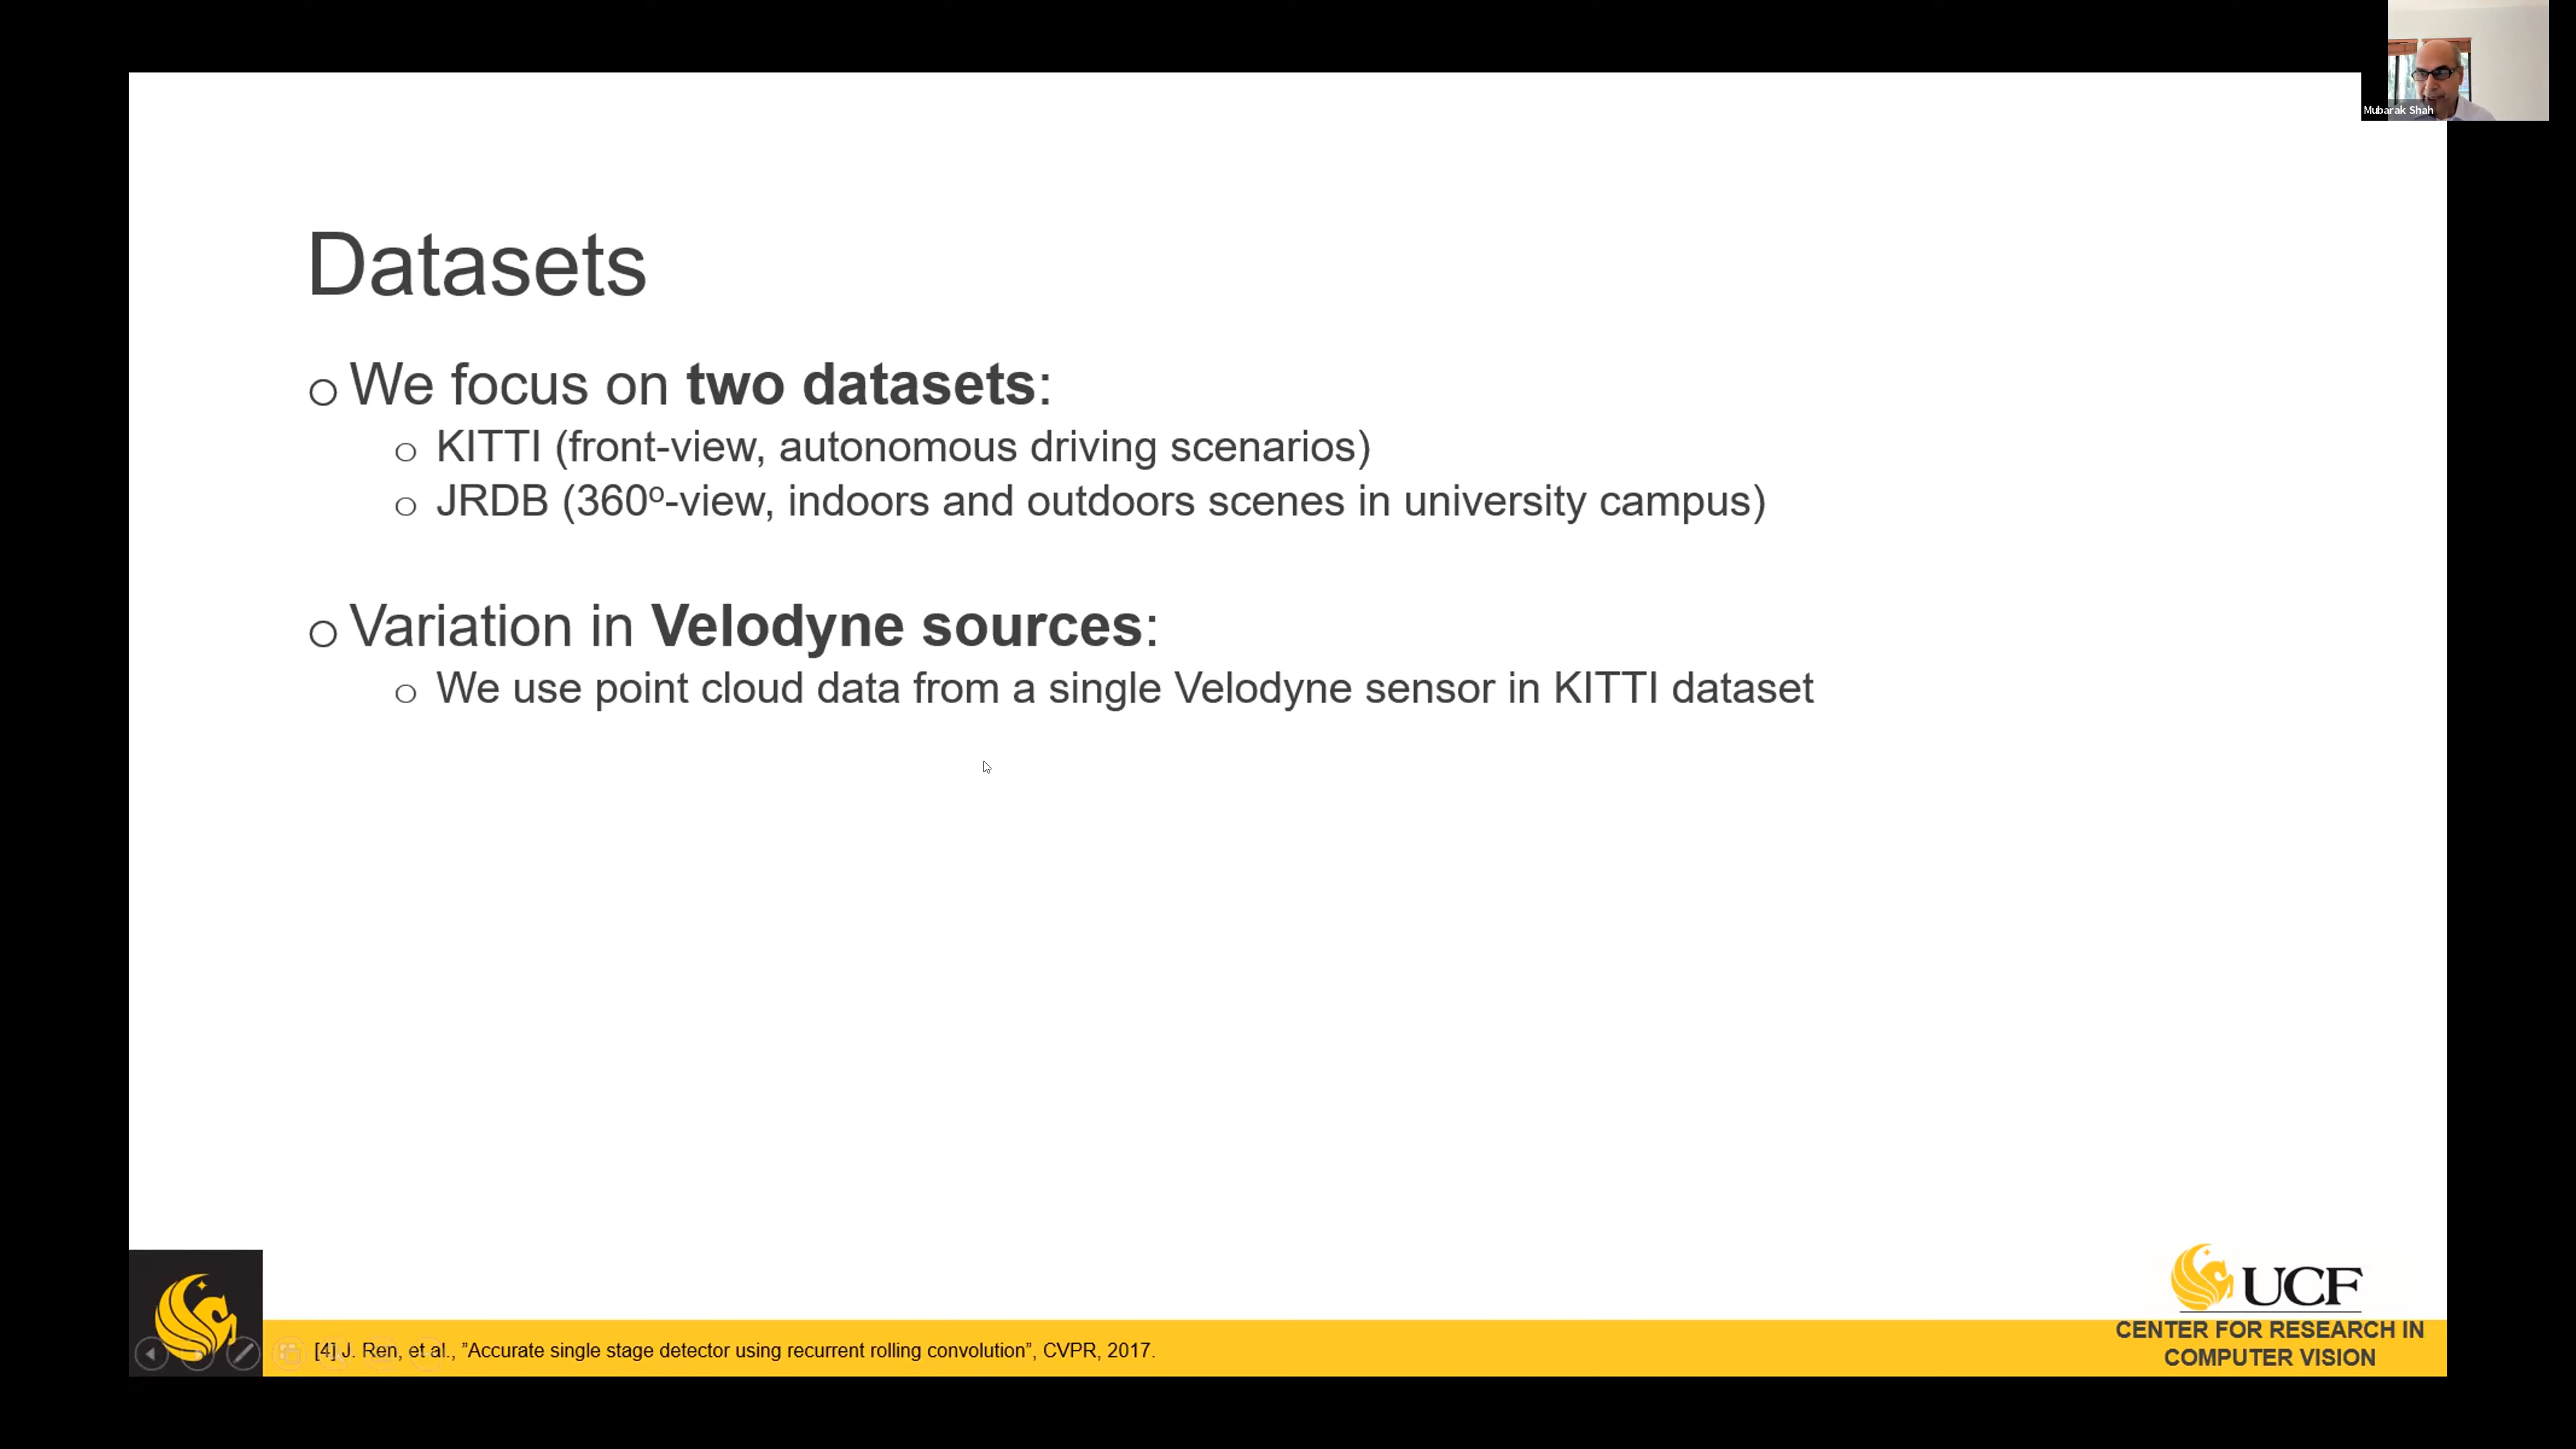 Mubarak Shah
Datasets
o We focus on two datasets:
o KITTI (front-view, autonomous driving scenarios)
o JRDB (360º-view, indoors and outdoors scenes in university campus)
o Variation in Velodyne sources:
o We use point cloud data from a single Velodyne sensor in KITTI dataset
UCF
CENTER FOR RESEARCH IN
COMPUTER VISION
[4] J. Ren, et al., ”Accurate single stage detector using recurrent rolling convolution”, CVPR, 2017.